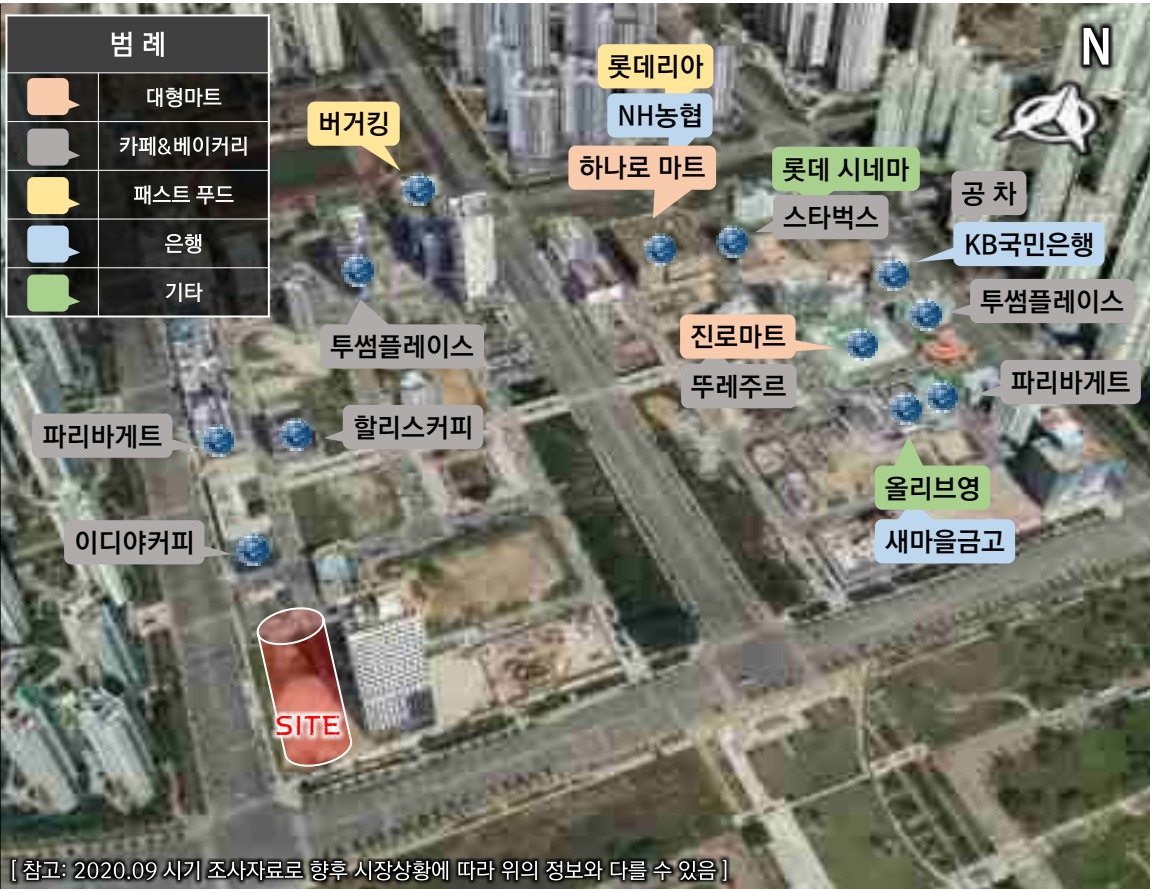 범 례
대형마트
카페&베이커리
패스트 푸드
은행
기타
N
롯데리아
NH농협
하나로 마트
버거킹
롯데 시네마
스타벅스
공 차
KB국민은행
투썸플레이스
투썸플레이스
진로마트
뚜레주르
파리바게트
파리바게트
할리스커피
올리브영
새마을금고
이디야커피
SITE
[ 참고: 2020.09 시기 조사자료로 향후 시장상황에 따라 위의 정보와 다를 수 있음 ]